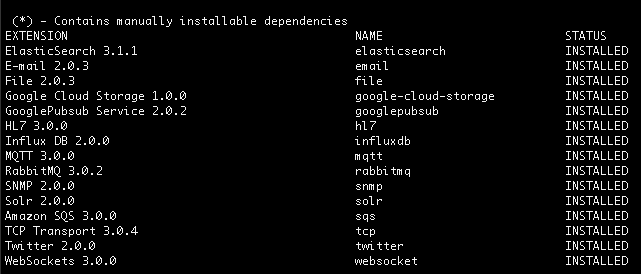 (*) - Contains manually installable dependencies
EXTENSION NAME STATUS
ElasticSearch 3.1.1 elasticsearch INSTALLED
E-mail 2.0.3 email INSTALLED
File 2.0.3 file INSTALLED
Google Cloud Storage 1.0.0 google-cloud-storage INSTALLED
GooglePubsub Service 2.0.2 googlepubsub INSTALLED
HL7 3.0.0 hl7 INSTALLED
Influx DB 2.0.0 influxdb INSTALLED
MQTT 3.0.0 mqtt INSTALLED
RabbitMQ 3.0.2 rabbitmq INSTALLED
SNMP 2.0.0 snmp INSTALLED
Solr 2.0.0 solr INSTALLED
Amazon SQS 3.0.0 sqs INSTALLED
TCP Transport 3.0.4 tcp INSTALLED
Twitter 2.0.0 twitter INSTALLED
WebSockets 3.0.0 websocket INSTALLED